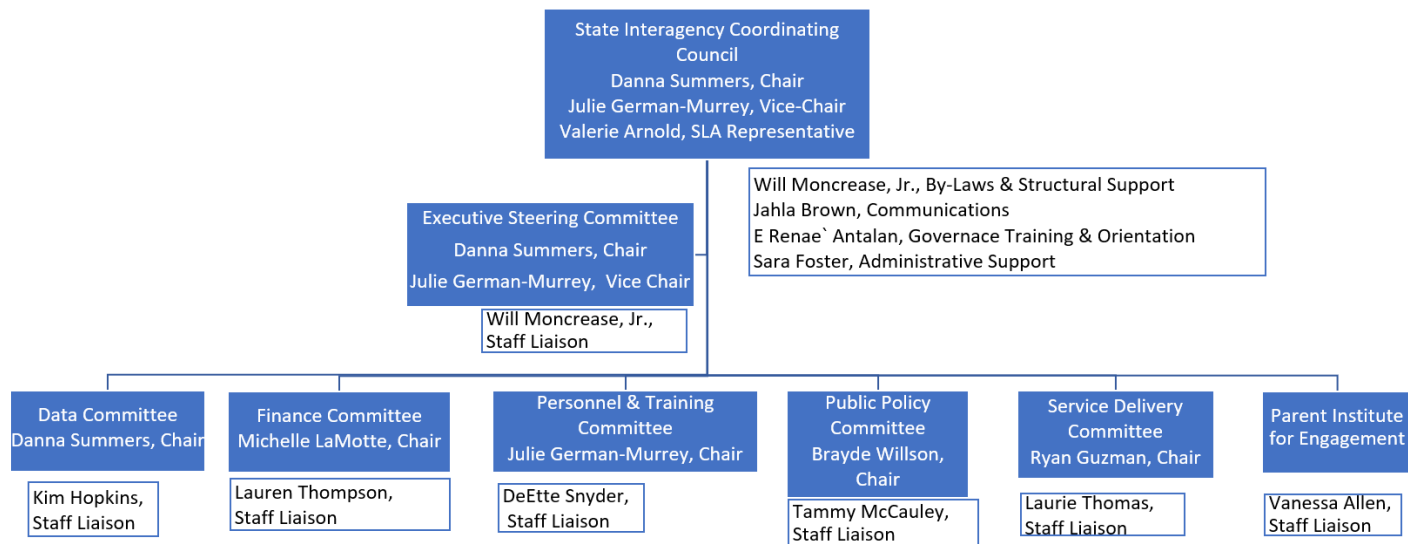 State Interagency Coordinating
Council
Danna Summers, Chair
Julie German-Murrey, Vice-Chair
Valerie Arnold, SLA Representative
Will Moncrease, Jr., By-Laws & Structural Support
Jahla Brown, Communications
E Renae` Antalan, Governace Training & Orientation
Sara Foster, Administrative Support
Executive Steering Committee
Danna Summers, Chair
Julie German-Murrey, Vice Chair
Will Moncrease, Jr.,
Staff Liaison
Data Committee
Danna Summers, Chair
Kim Hopkins,
Staff Liaison
Finance Committee
Michelle LaMotte, Chair
Lauren Thompson,
Staff Liaison
Personnel & Training
Committee
Julie German-Murrey, Chair
DeEtte Snyder,
Staff Liaison
Public Policy
Committee
Brayde Willson,
Chair
Tammy McCauley,
Staff Liaison
Service Delivery
Committee
Ryan Guzman, Chair
Laurie Thomas,
Staff Liaison
Parent Institute
for Engagement
Vanessa Allen,
Staff Liaison